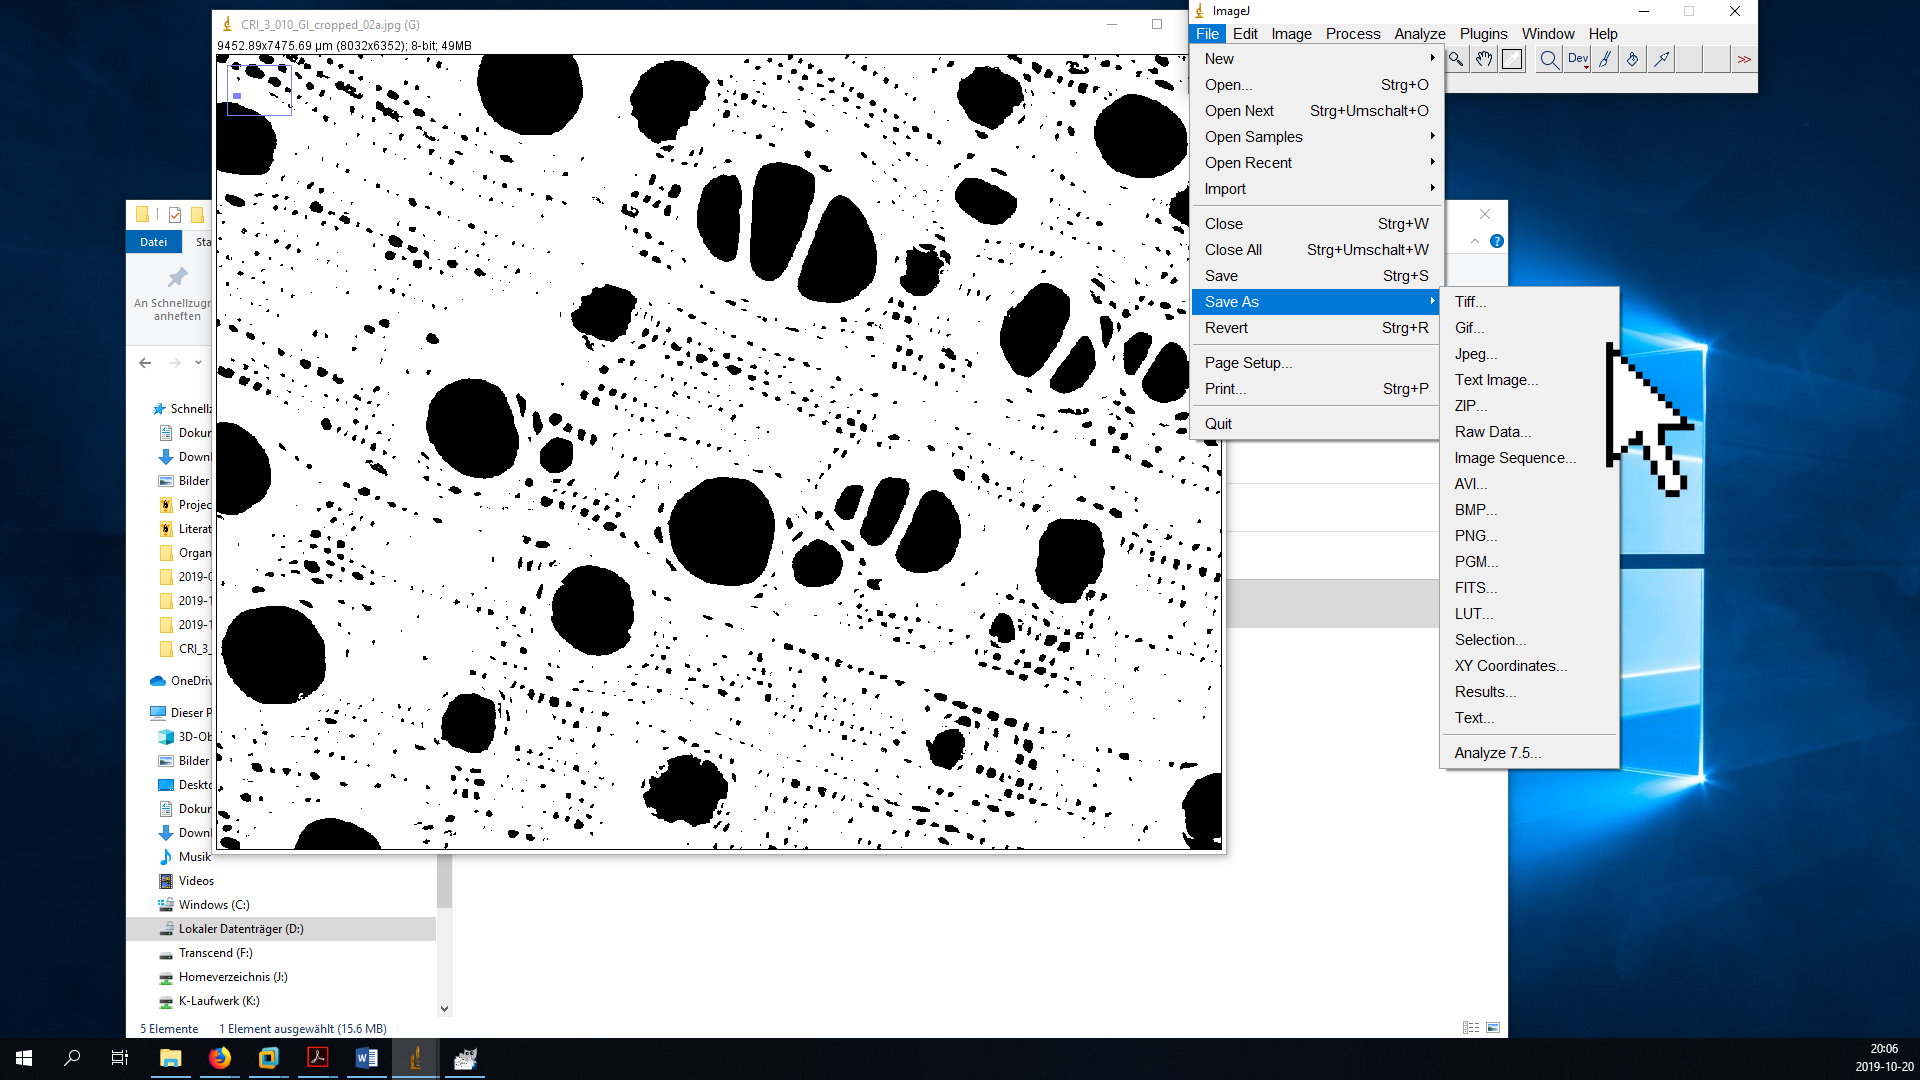 CRI_3_010_GI_cropped_02a.jpg (G)
9452.89x7475.69 µm (8032x6352); 8-bit; 49MB
ImageJ
File Edit Image Process Analyze Plugins Window Help
Dev
>>
New
Open... Strg+O
Open Next Strg+Umschalt+O
Open Samples
Open Recent
Import
Close Strg+W
Close All Strg+Umschalt+W
Save Strg+S
Save As
Revert Strg+R
Page Setup...
Print... Strg+P
Quit
Tiff...
Gif...
Jpeg...
Text Image...
ZIP...
Raw Data...
Image Sequence...
AVI...
BMP...
PNG...
PGM...
FITS...
LUT...
Selection...
XY Coordinates...
Results...
Text...
Analyze 7.5...
Datei Sta
An Schnellzugr
anheften
Schnellz
Dokur
Downl
Bilder
Projec
Literat
Organ
2019-0
2019-1
2019-1
CRI_3_
OneDriv
Dieser P
3D-Ob
Bilder
Deskto
Dokur
Downl
Musik
Videos
Windows (C:)
Lokaler Datenträger (D:)
Transcend (F:)
Homeverzeichnis (J:)
K-Laufwerk (K:)
5 Elemente 1 Element ausgewählt (15.6 MB)
20:06
2019-10-20